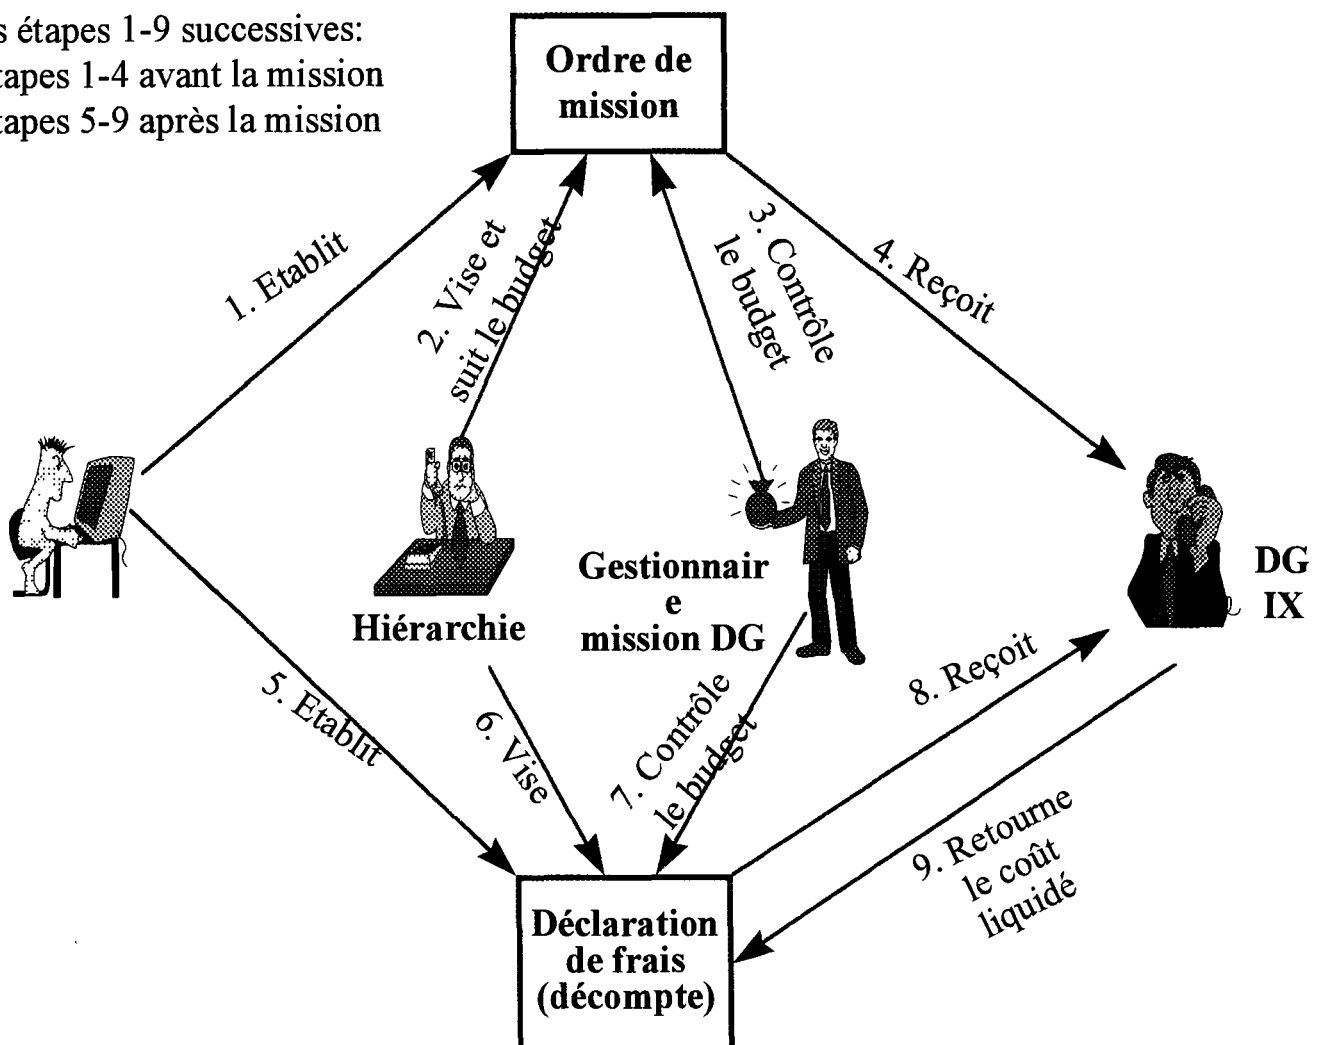 s étapes 1-9 successives:
tapes 1-4 avant la mission
tapes 5-9 après la mission
Ordre de
mission
1. Etablit
2. Vise et
suit le budget
3. Contrôle
le budget
4. Reçoit
Hiérarchie
Gestionnair
e
mission DG
DG
IX
5. Etablit
6. Vise
7. Contrôle
le budget
8. Reçoit
9. Retourne
le coût
liquidé
Déclaration
de frais
(décompte)